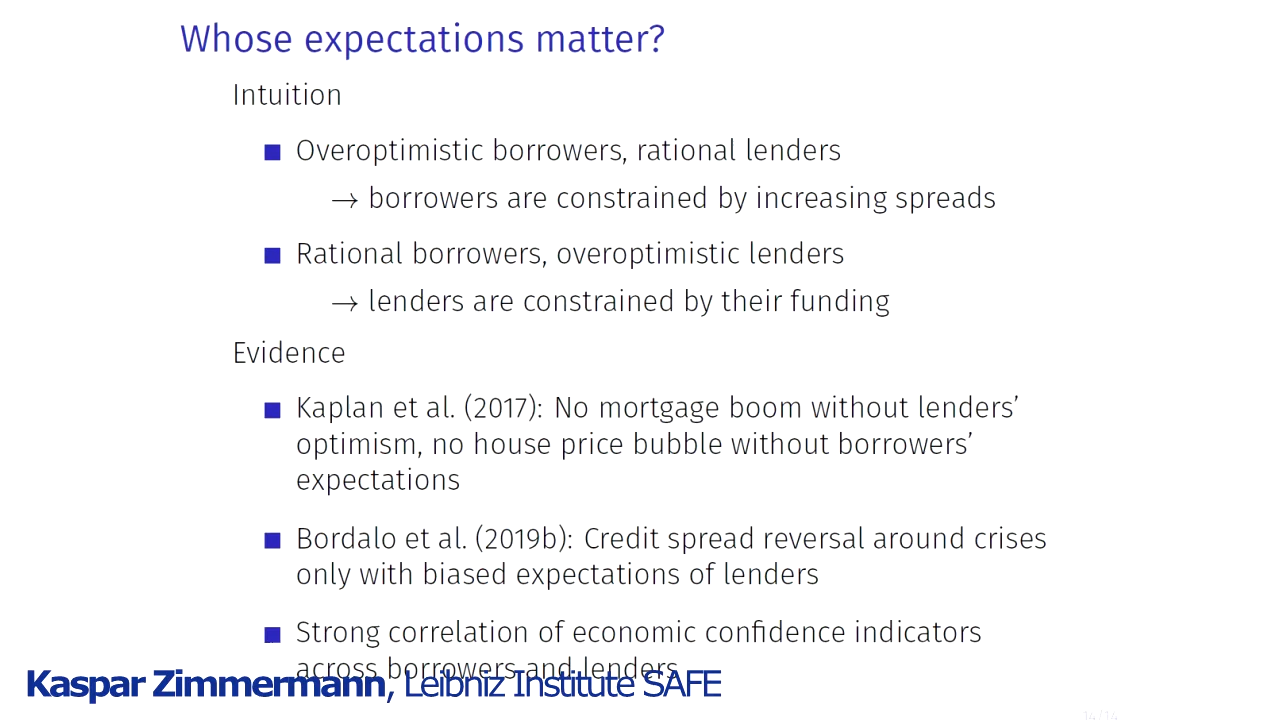 Whose expectations matter?
Intuition
■ Overoptimistic borrowers, rational lenders
→ borrowers are constrained by increasing spreads
■ Rational borrowers, overoptimistic lenders
→ lenders are constrained by their funding
Evidence
■ Kaplan et al. (2017): No mortgage boom without lenders’
optimism, no house price bubble without borrowers’
expectations
■ Bordalo et al. (2019b): Credit spread reversal around crises
only with biased expectations of lenders
■ Strong correlation of economic confidence indicators
across borrowers and lenders
Kaspar Zimmermann, Leibniz Institute SAFE
14/14